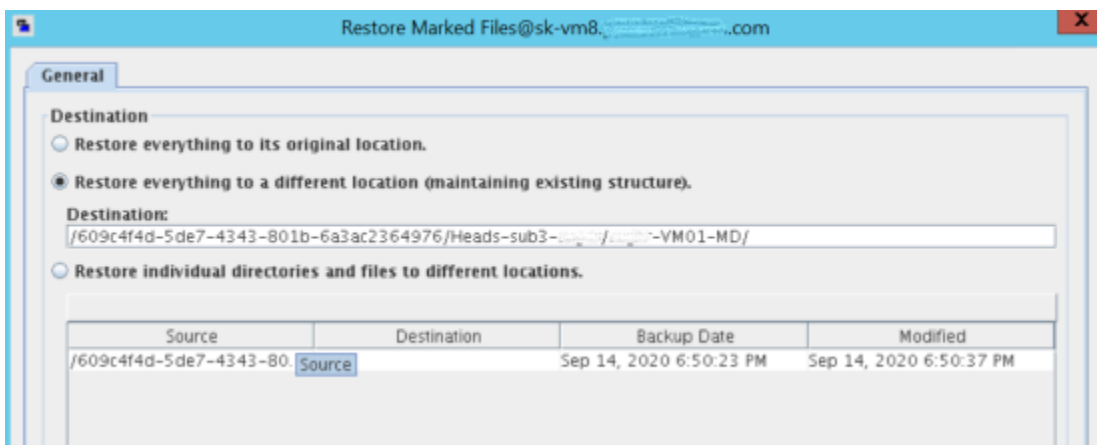 Restore Marked Files@sk-vm8. .com
X
General
Destination
Restore everything to its original location.
Restore everything to a different location (maintaining existing structure).
Destination:
/609c4f4d-5de7-4343-801b-6a3ac2364976/Heads-sub3- / -VM01-MD/
Restore individual directories and files to different locations.
Source Destination Backup Date Modified
/609c4f4d-5de7-4343-80. Source Sep 14, 2020 6:50:23 PM Sep 14, 2020 6:50:37 PM